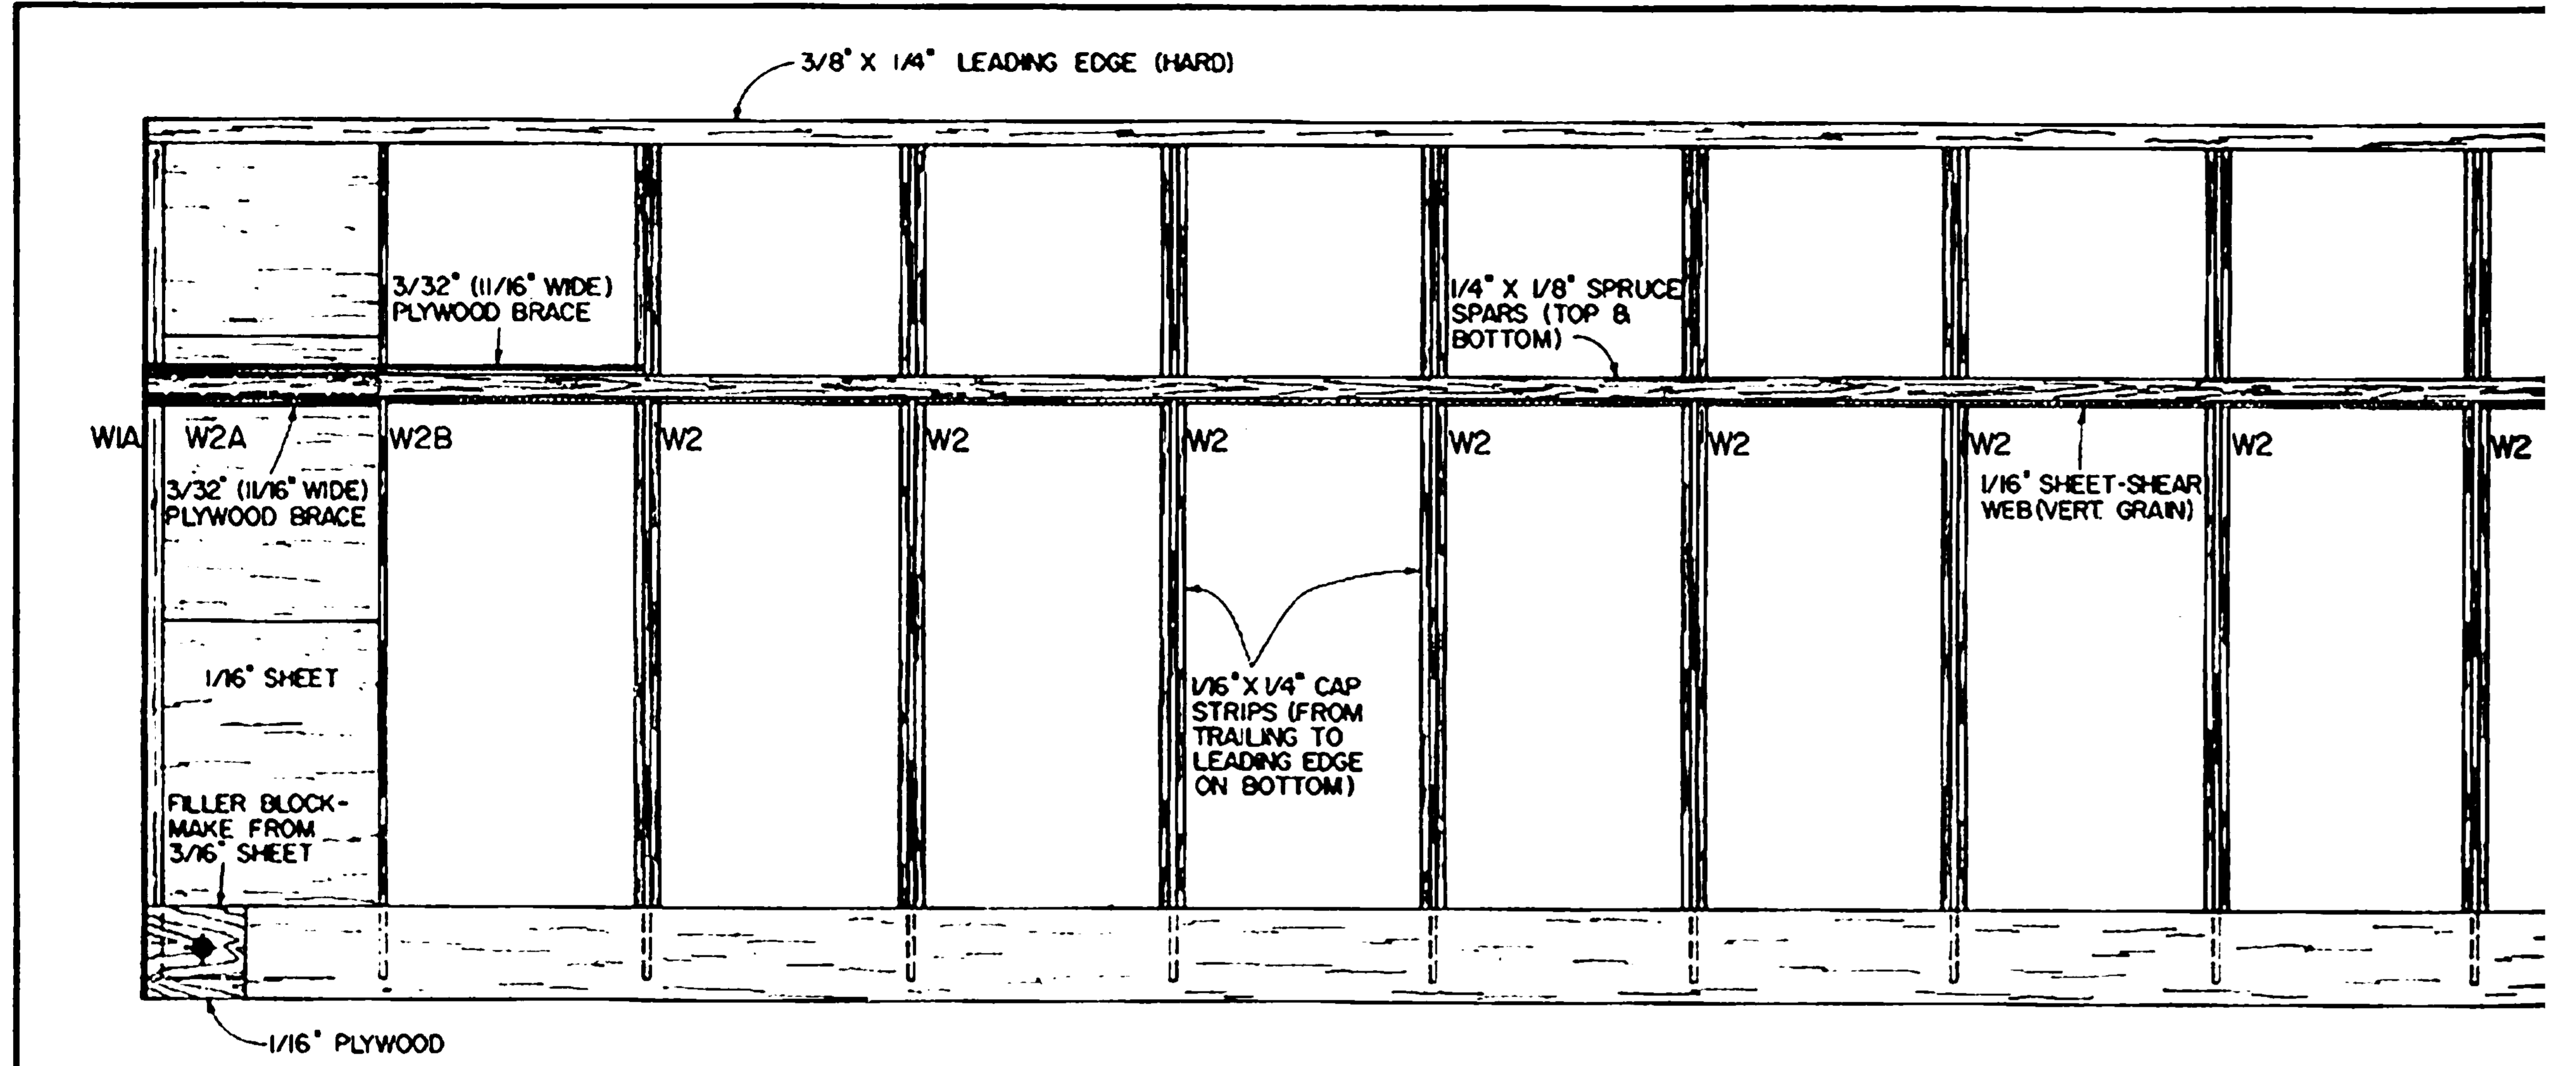 3/8" X 1/4" LEADING EDGE (HARD)
3/32" (11/16" WIDE)
PLYWOOD BRACE
1/4" X 1/8" SPRUCE
SPARS (TOP &
BOTTOM)
W1A
W2A
W2B
W2
W2
W2
W2
W2
W2
W2
W2
3/32" (11/16" WIDE)
PLYWOOD BRACE
1/16" SHEET-SHEAR
WEB (VERT. GRAIN)
1/16" SHEET
1/16" X 1/4" CAP
STRIPS (FROM
TRAILING TO
LEADING EDGE
ON BOTTOM)
FILLER BLOCK-
MAKE FROM
3/16" SHEET
1/16" PLYWOOD